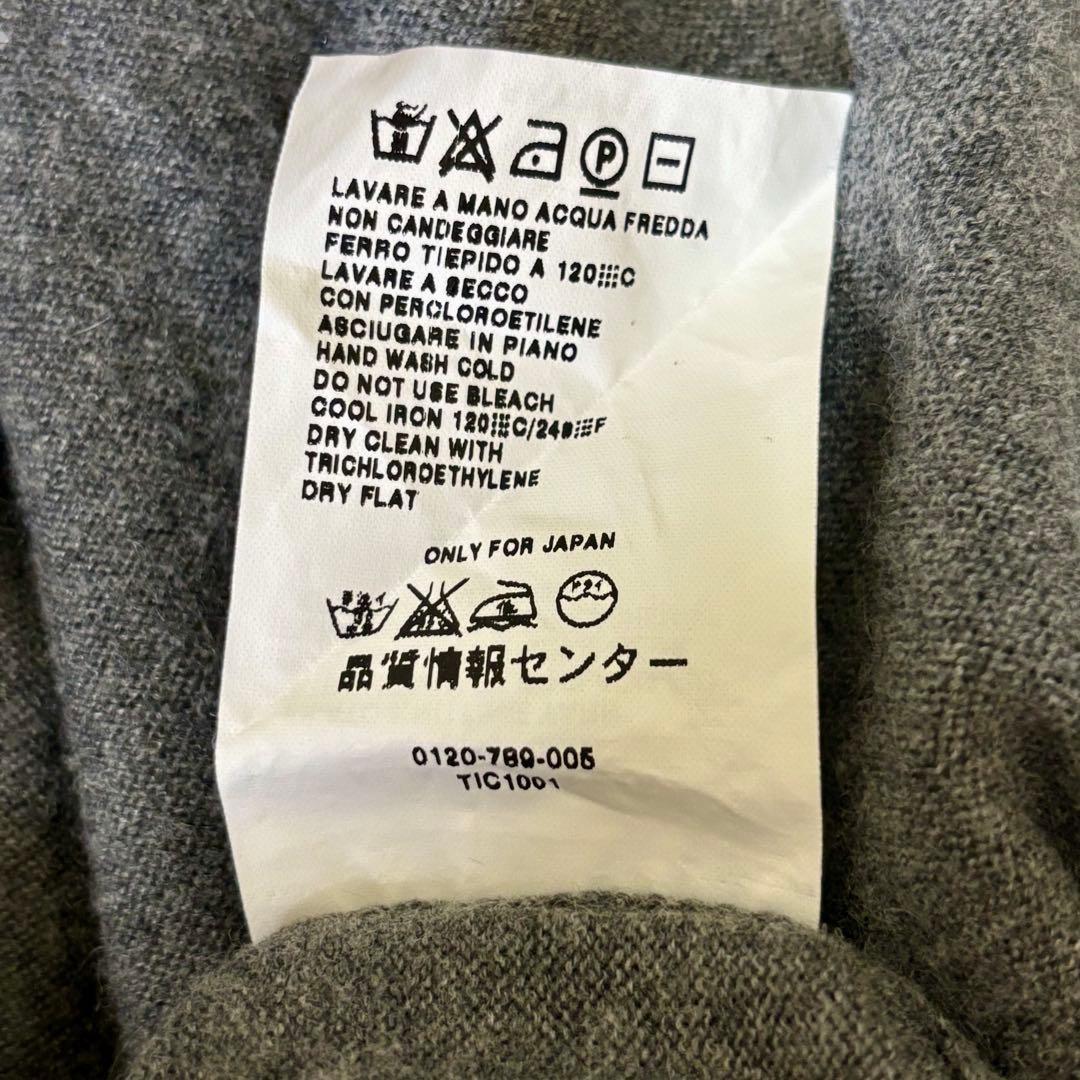 P
LAVARE A MANO ACQUA FREDDA
NON CANDEGGIARE
FERRO TIEPIDO A 120 C
LAVARE A SECCO
CON PERCLOROETILENE
ASCIUGARE IN PIANO
HAND WASH COLD
DO NOT USE BLEACH
COOL IRON 120 C/248 F
DRY CLEAN WITH
TRICHLOROETHYLENE
DRY FLAT
ONLY FOR JAPAN
品質情報センター
0120-789-005
TIC1001